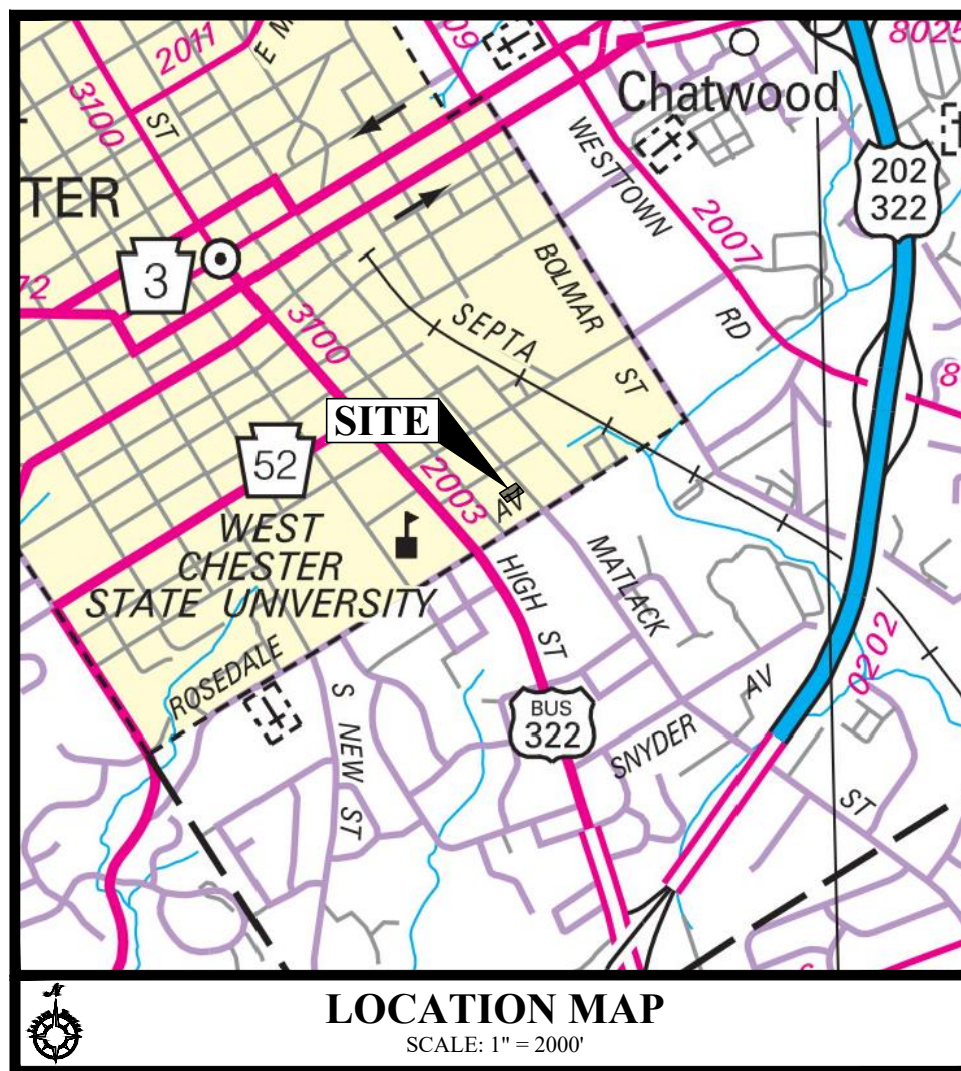 2011
E M
8025
09
3100
ST
Chatwood
WESTTOWN
202
322
TER
2007
3
72
BOLMAR
RD
SEPTA
3100
ST
8
SITE
52
2003
AV
WEST
CHESTER
STATE UNIVERSITY
HIGH
ST
MATLACK
ROSEDALE
0202
AV
S NEW ST
BUS
322
SNYDER
ST
N
LOCATION MAP
SCALE: 1" = 2000'